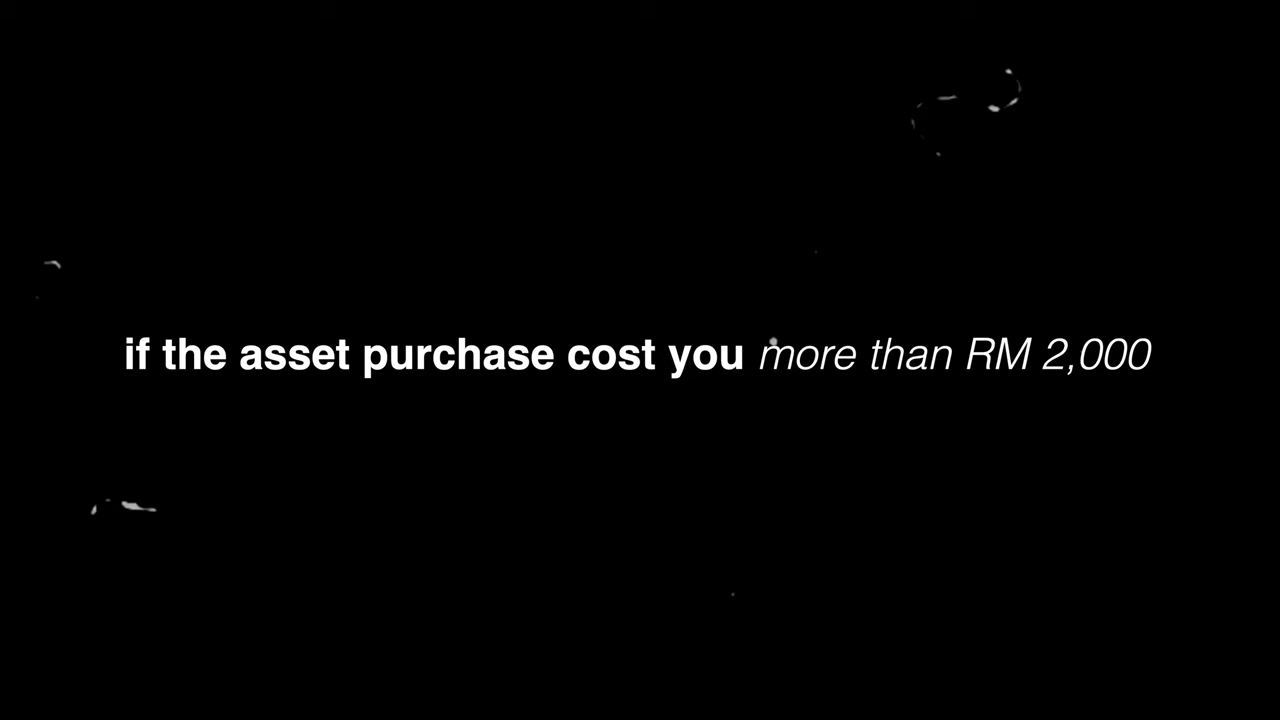 if the asset purchase cost you more than RM 2,000